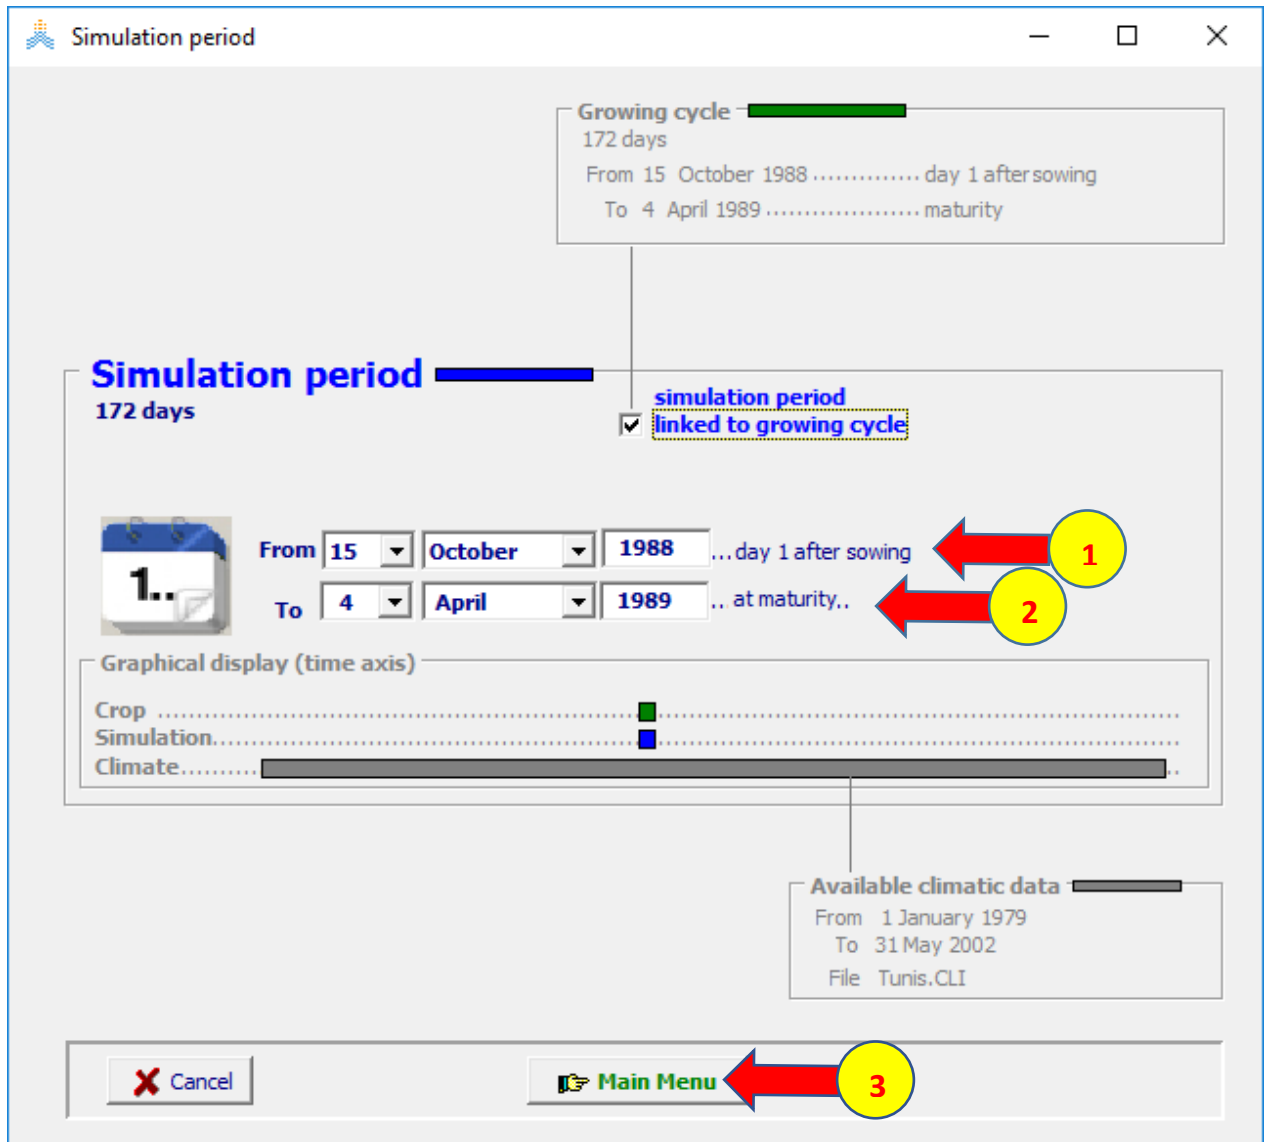 Simulation period
Growing cycle
172 days
From 15 October 1988 .............. day 1 after sowing
To 4 April 1989 .................... maturity
Simulation period
172 days
simulation period
linked to growing cycle
1..
From 15 October 1988 ... day 1 after sowing
1
To 4 April 1989 .. at maturity..
2
Graphical display (time axis)
Crop
Simulation
Climate
Available climatic data
From 1 January 1979
To 31 May 2002
File Tunis.CLI
Cancel
Main Menu
3